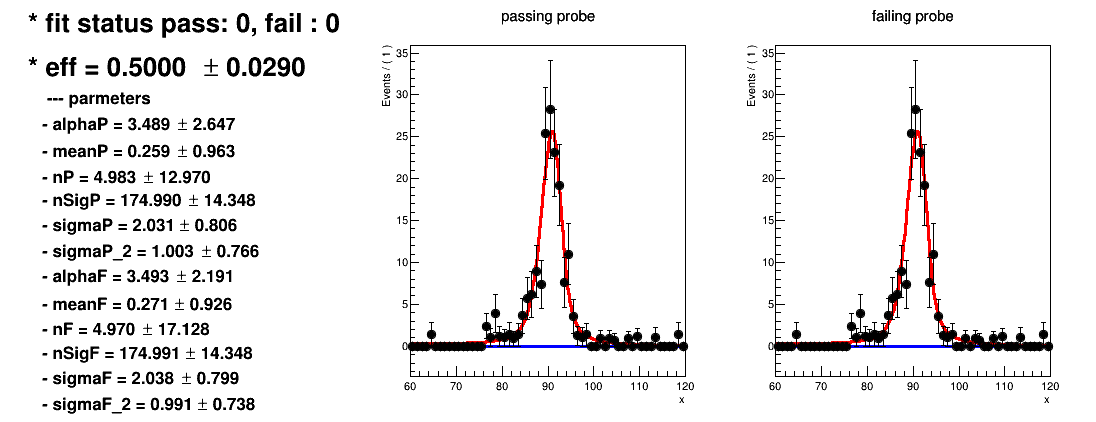 * fit status pass: 0, fail : 0
* eff = 0.5000 ± 0.0290
--- parmeters
- alphaP = 3.489 ± 2.647
- meanP = 0.259 ± 0.963
- nP = 4.983 ± 12.970
- nSigP = 174.990 ± 14.348
- sigmaP = 2.031 ± 0.806
- sigmaP_2 = 1.003 ± 0.766
- alphaF = 3.493 ± 2.191
- meanF = 0.271 ± 0.926
- nF = 4.970 ± 17.128
- nSigF = 174.991 ± 14.348
- sigmaF = 2.038 ± 0.799
- sigmaF_2 = 0.991 ± 0.738
passing probe
Events / ( 1 )
35
30
25
20
15
10
5
0
60 70 80 90 100 110 120
x
failing probe
Events / ( 1 )
35
30
25
20
15
10
5
0
60 70 80 90 100 110 120
x